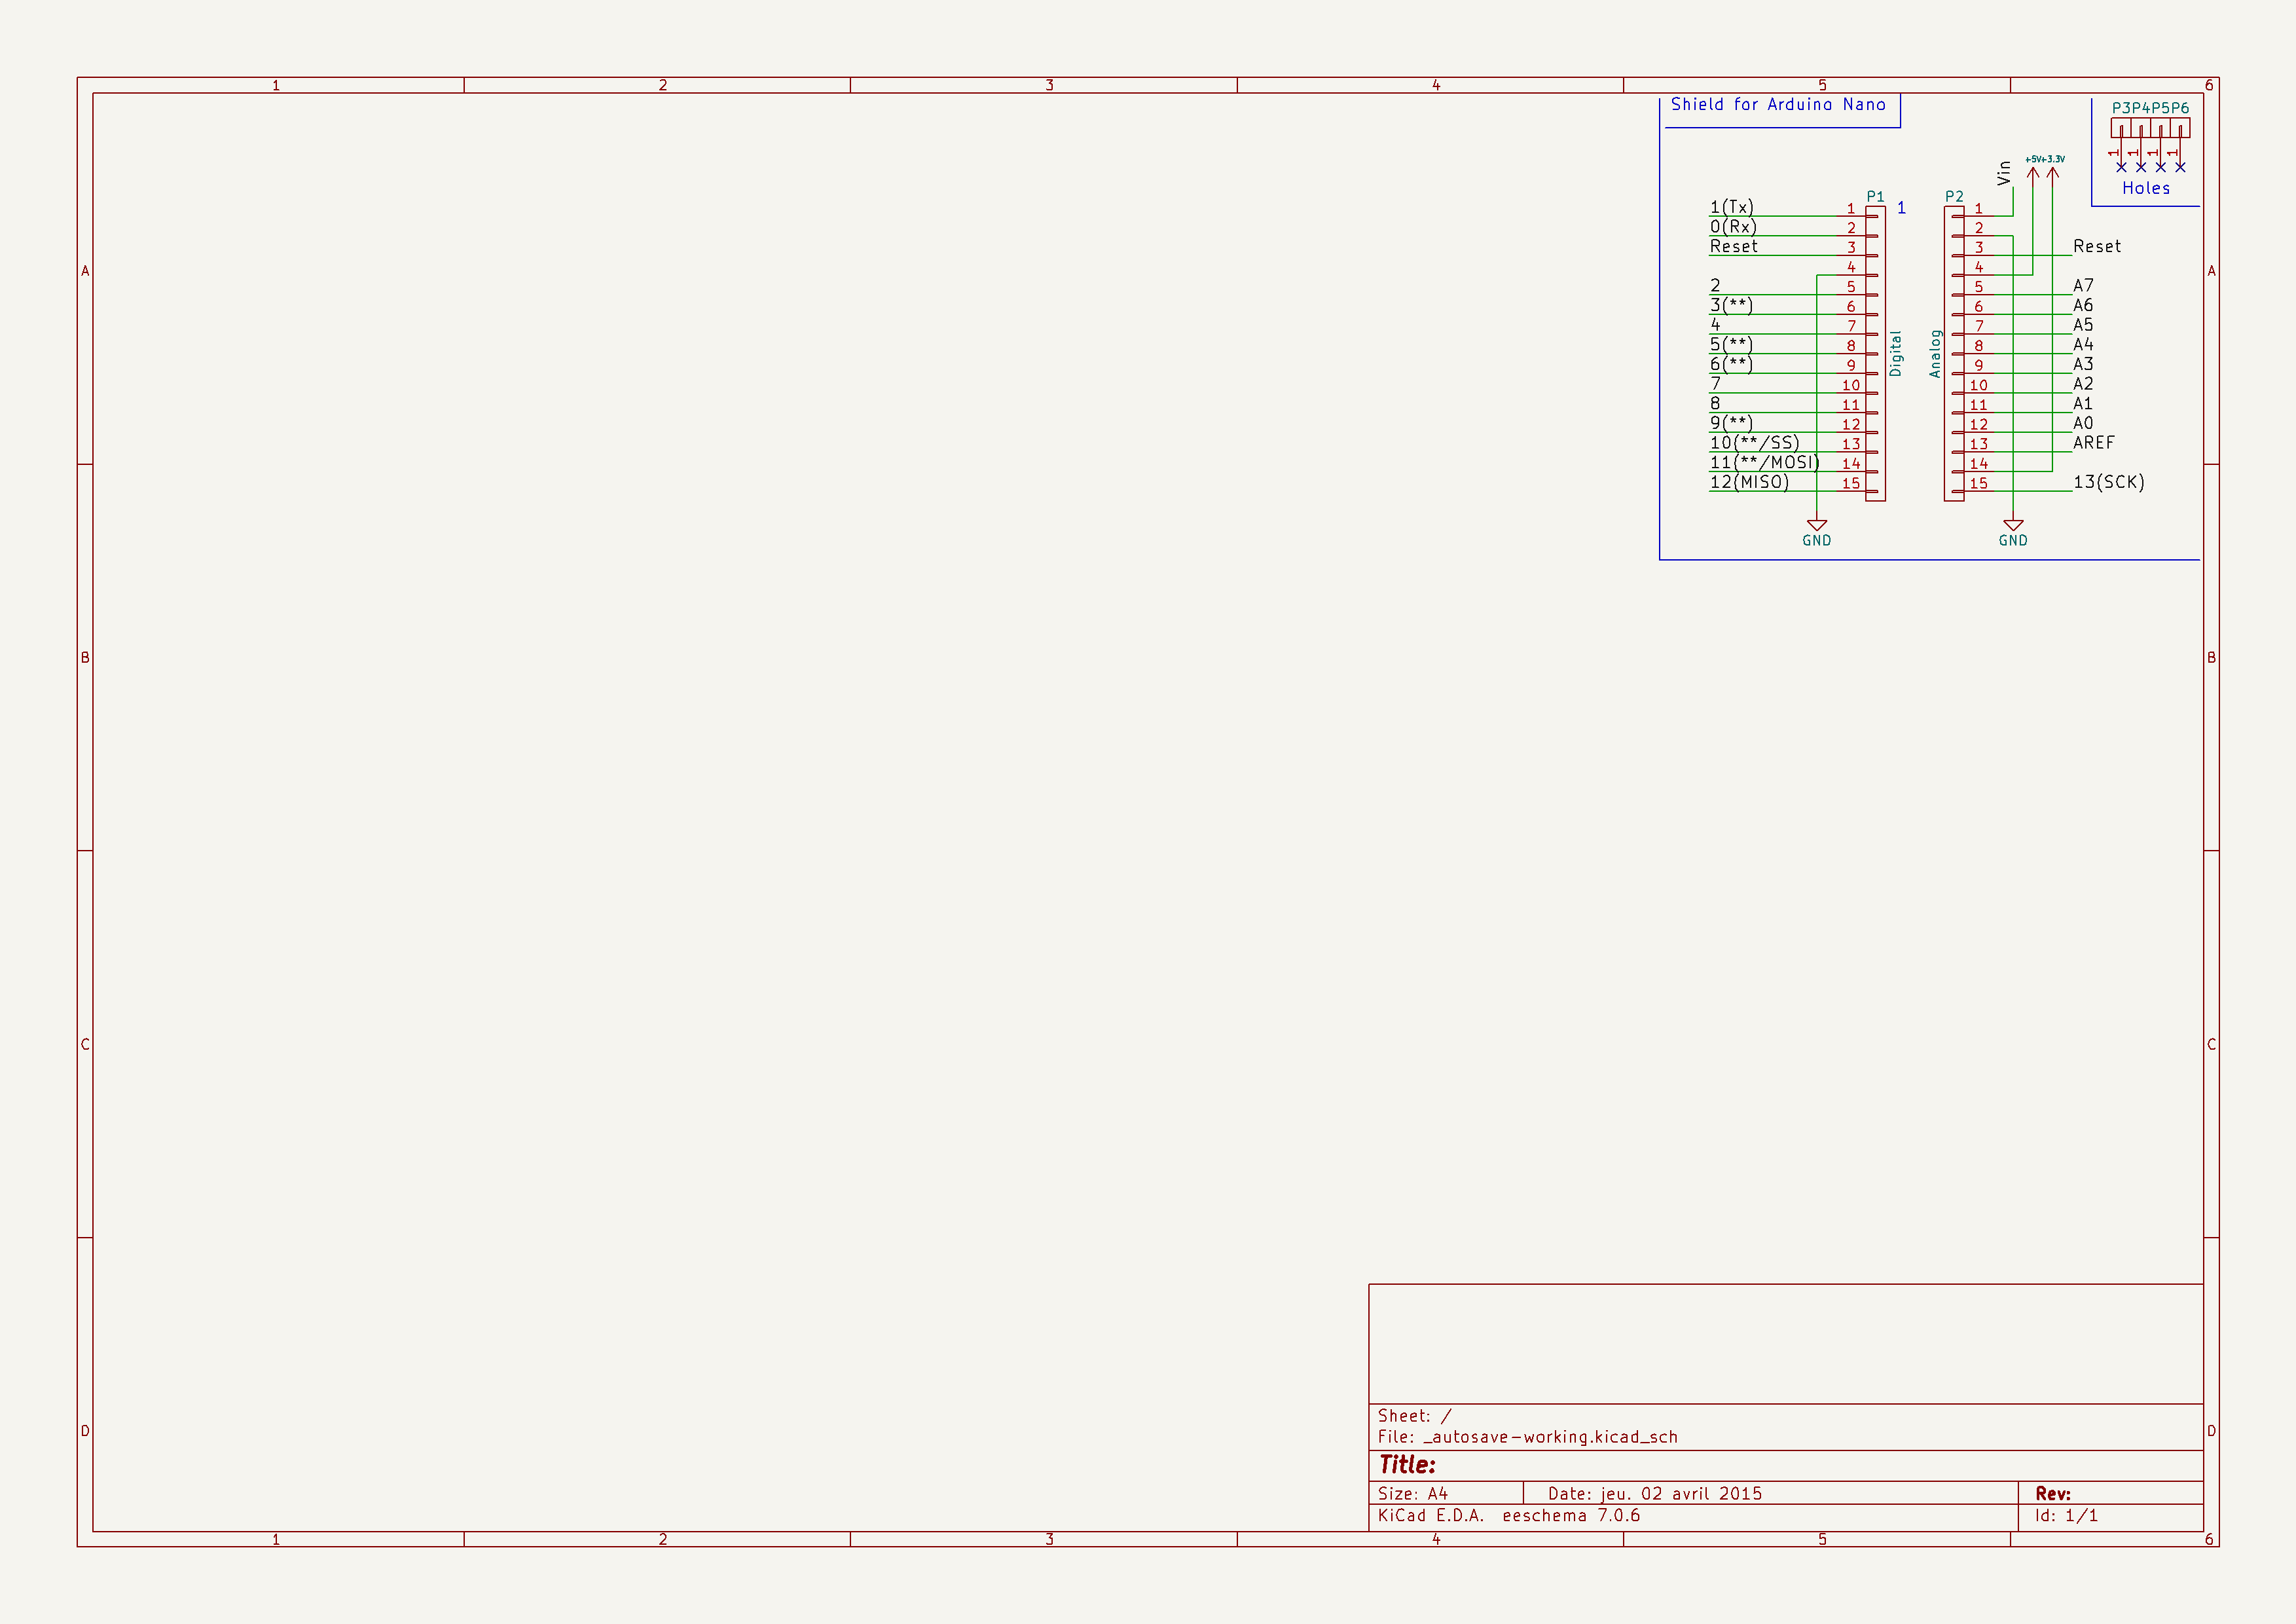 1 2 3 4 5 6
Shield for Arduino Nano
P3 P4 P5 P6
1 1 1 1
Holes
Vin
+5V +3.3V
P1
1
P2
1(Tx) 1
0(Rx) 2
Reset 3
4
2 5
3(**) 6
4 7
5(**) 8
6(**) 9
7 10
8 11
9(**) 12
10(**/SS) 13
11(**/MOSI) 14
12(MISO) 15
Digital
GND
Analog
1
2
3 Reset
4
5 A7
6 A6
7 A5
8 A4
9 A3
10 A2
11 A1
12 A0
13 AREF
14
15 13(SCK)
GND
A A
B B
C C
D D
Sheet: /
File: _autosave-working.kicad_sch
Title:
Size: A4 Date: jeu. 02 avril 2015 Rev:
KiCad E.D.A. eeschema 7.0.6 Id: 1/1
1 2 3 4 5 6